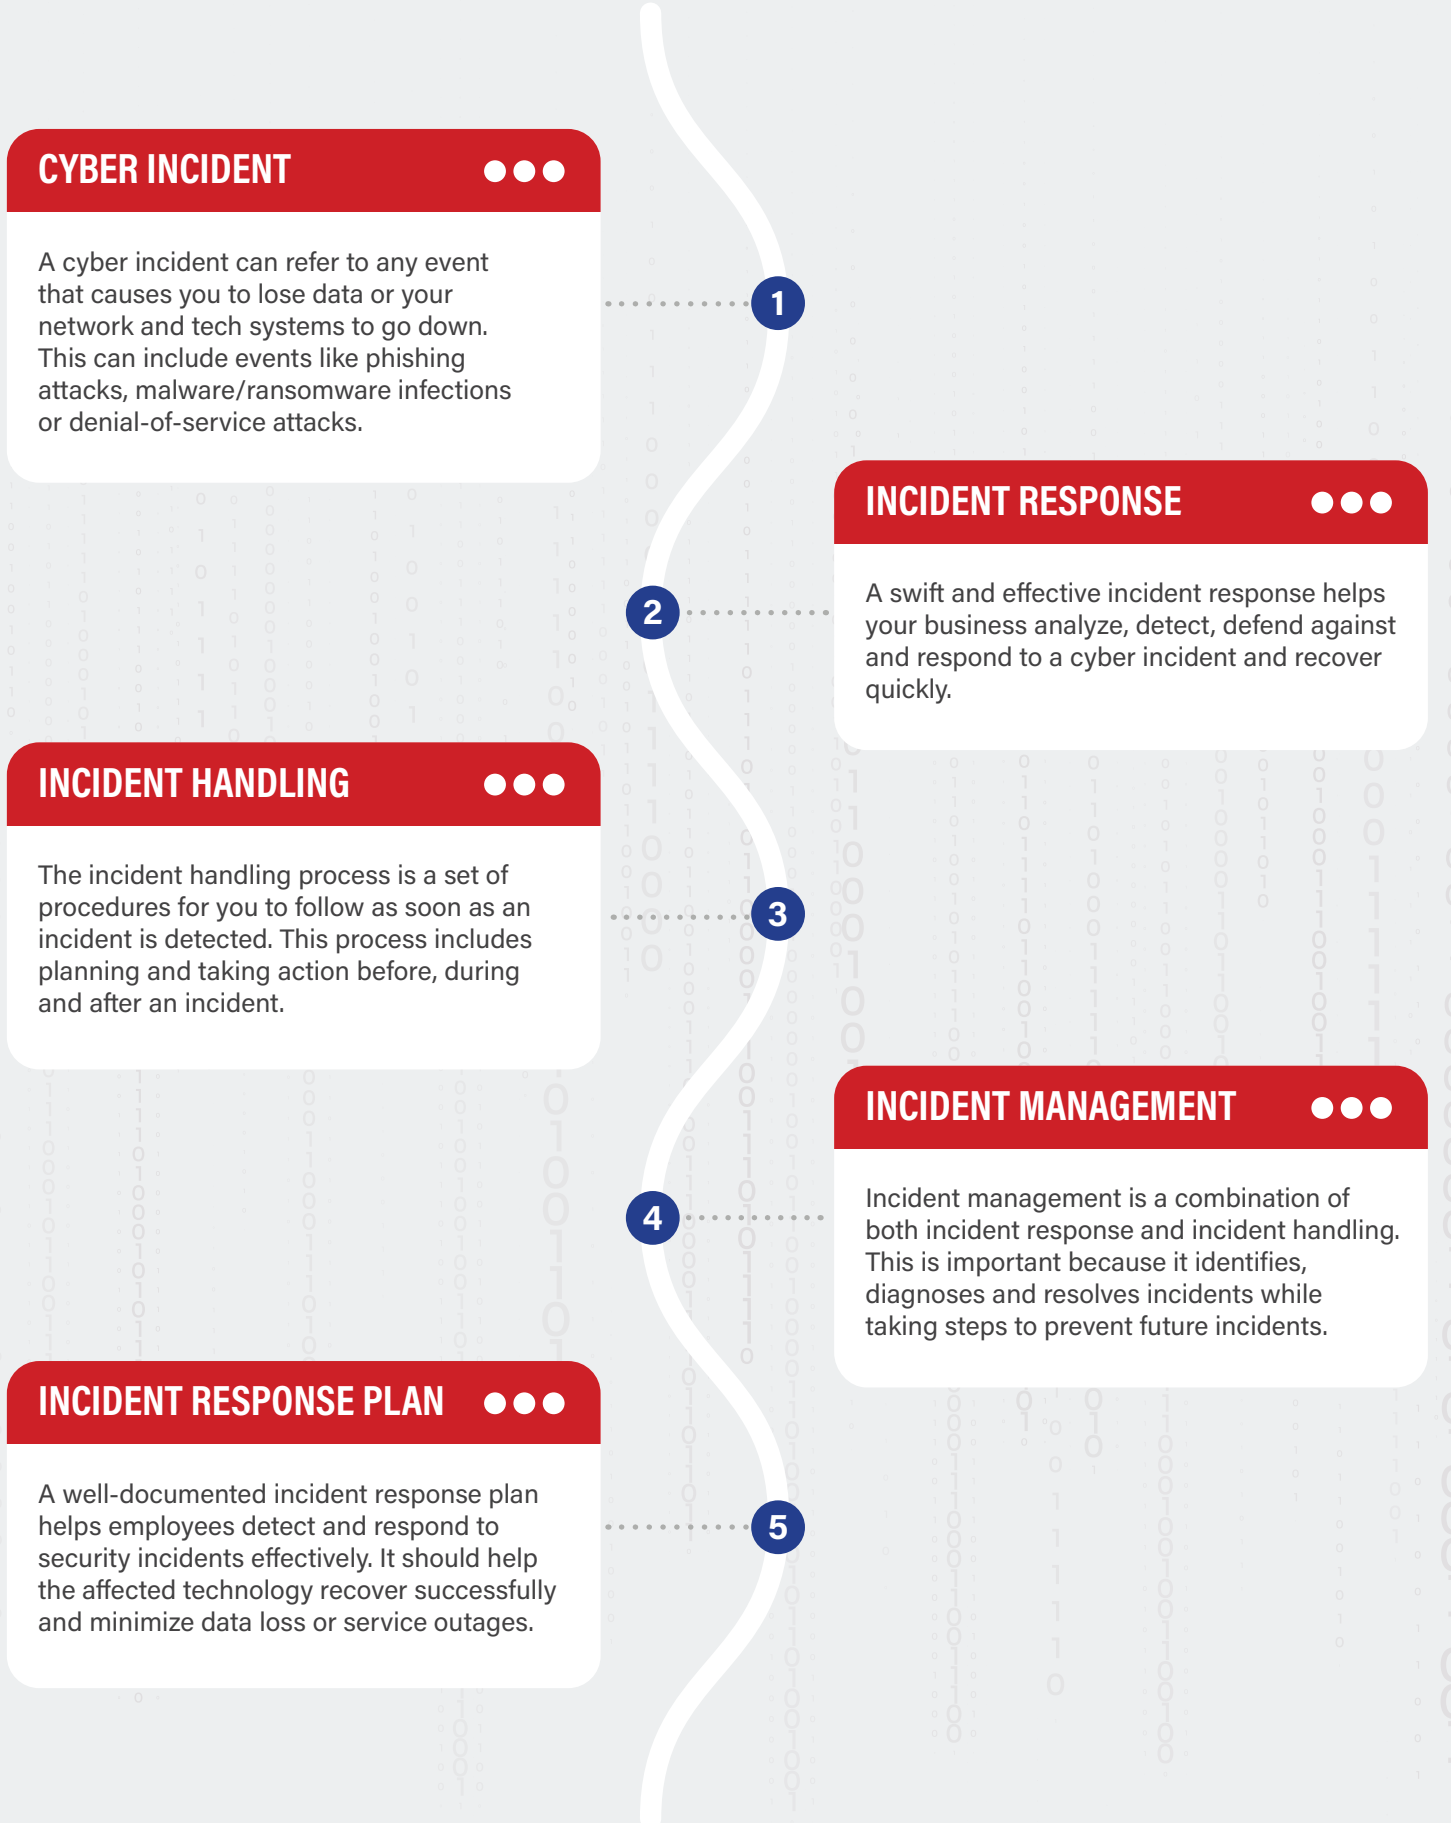 CYBER INCIDENT
A cyber incident can refer to any event
that causes you to lose data or your
network and tech systems to go down.
This can include events like phishing
attacks, malware/ransomware infections
or denial-of-service attacks.
1
INCIDENT RESPONSE
A swift and effective incident response helps
your business analyze, detect, defend against
and respond to a cyber incident and recover
quickly.
2
INCIDENT HANDLING
The incident handling process is a set of
procedures for you to follow as soon as an
incident is detected. This process includes
planning and taking action before, during
and after an incident.
3
INCIDENT MANAGEMENT
Incident management is a combination of
both incident response and incident handling.
This is important because it identifies,
diagnoses and resolves incidents while
taking steps to prevent future incidents.
4
INCIDENT RESPONSE PLAN
A well-documented incident response plan
helps employees detect and respond to
security incidents effectively. It should help
the affected technology recover successfully
and minimize data loss or service outages.
5